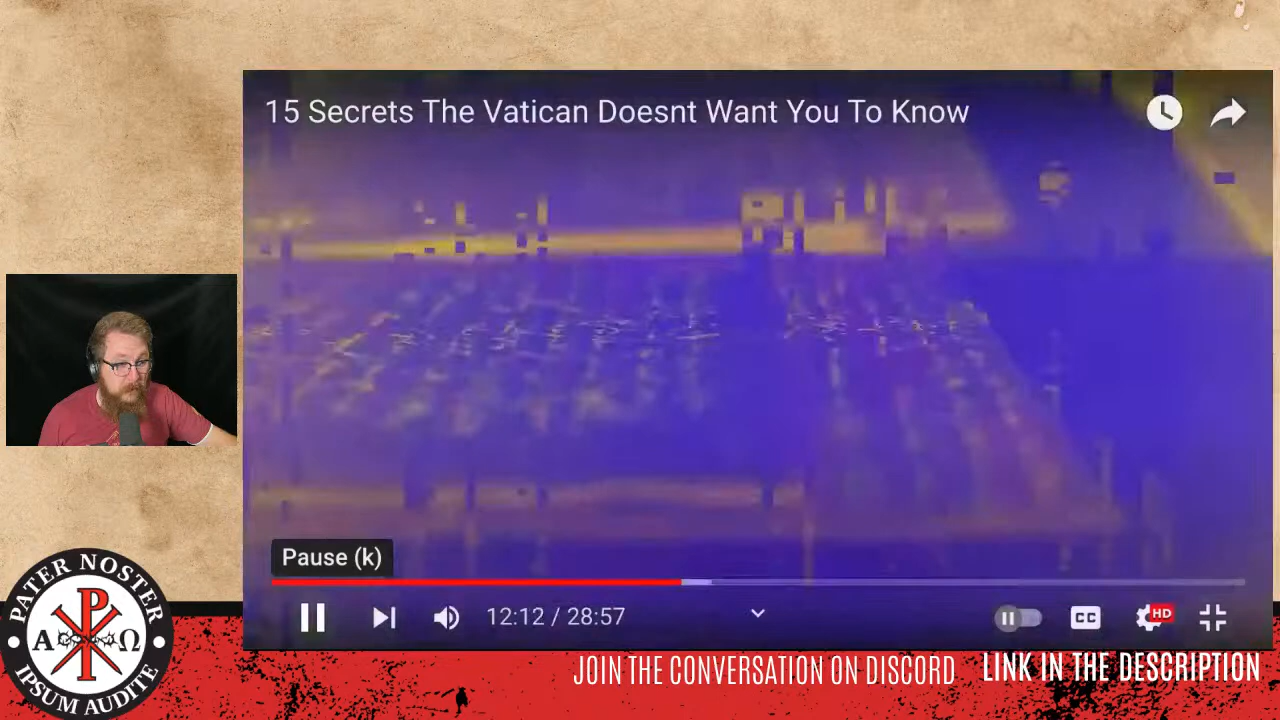 15 Secrets The Vatican Doesnt Want You To Know
Pause (k)
12:12 / 28:57
CC
HD
PATER NOSTER
Α Ω
IPSUM AUDITE
JOIN THE CONVERSATION ON DISCORD
LINK IN THE DESCRIPTION